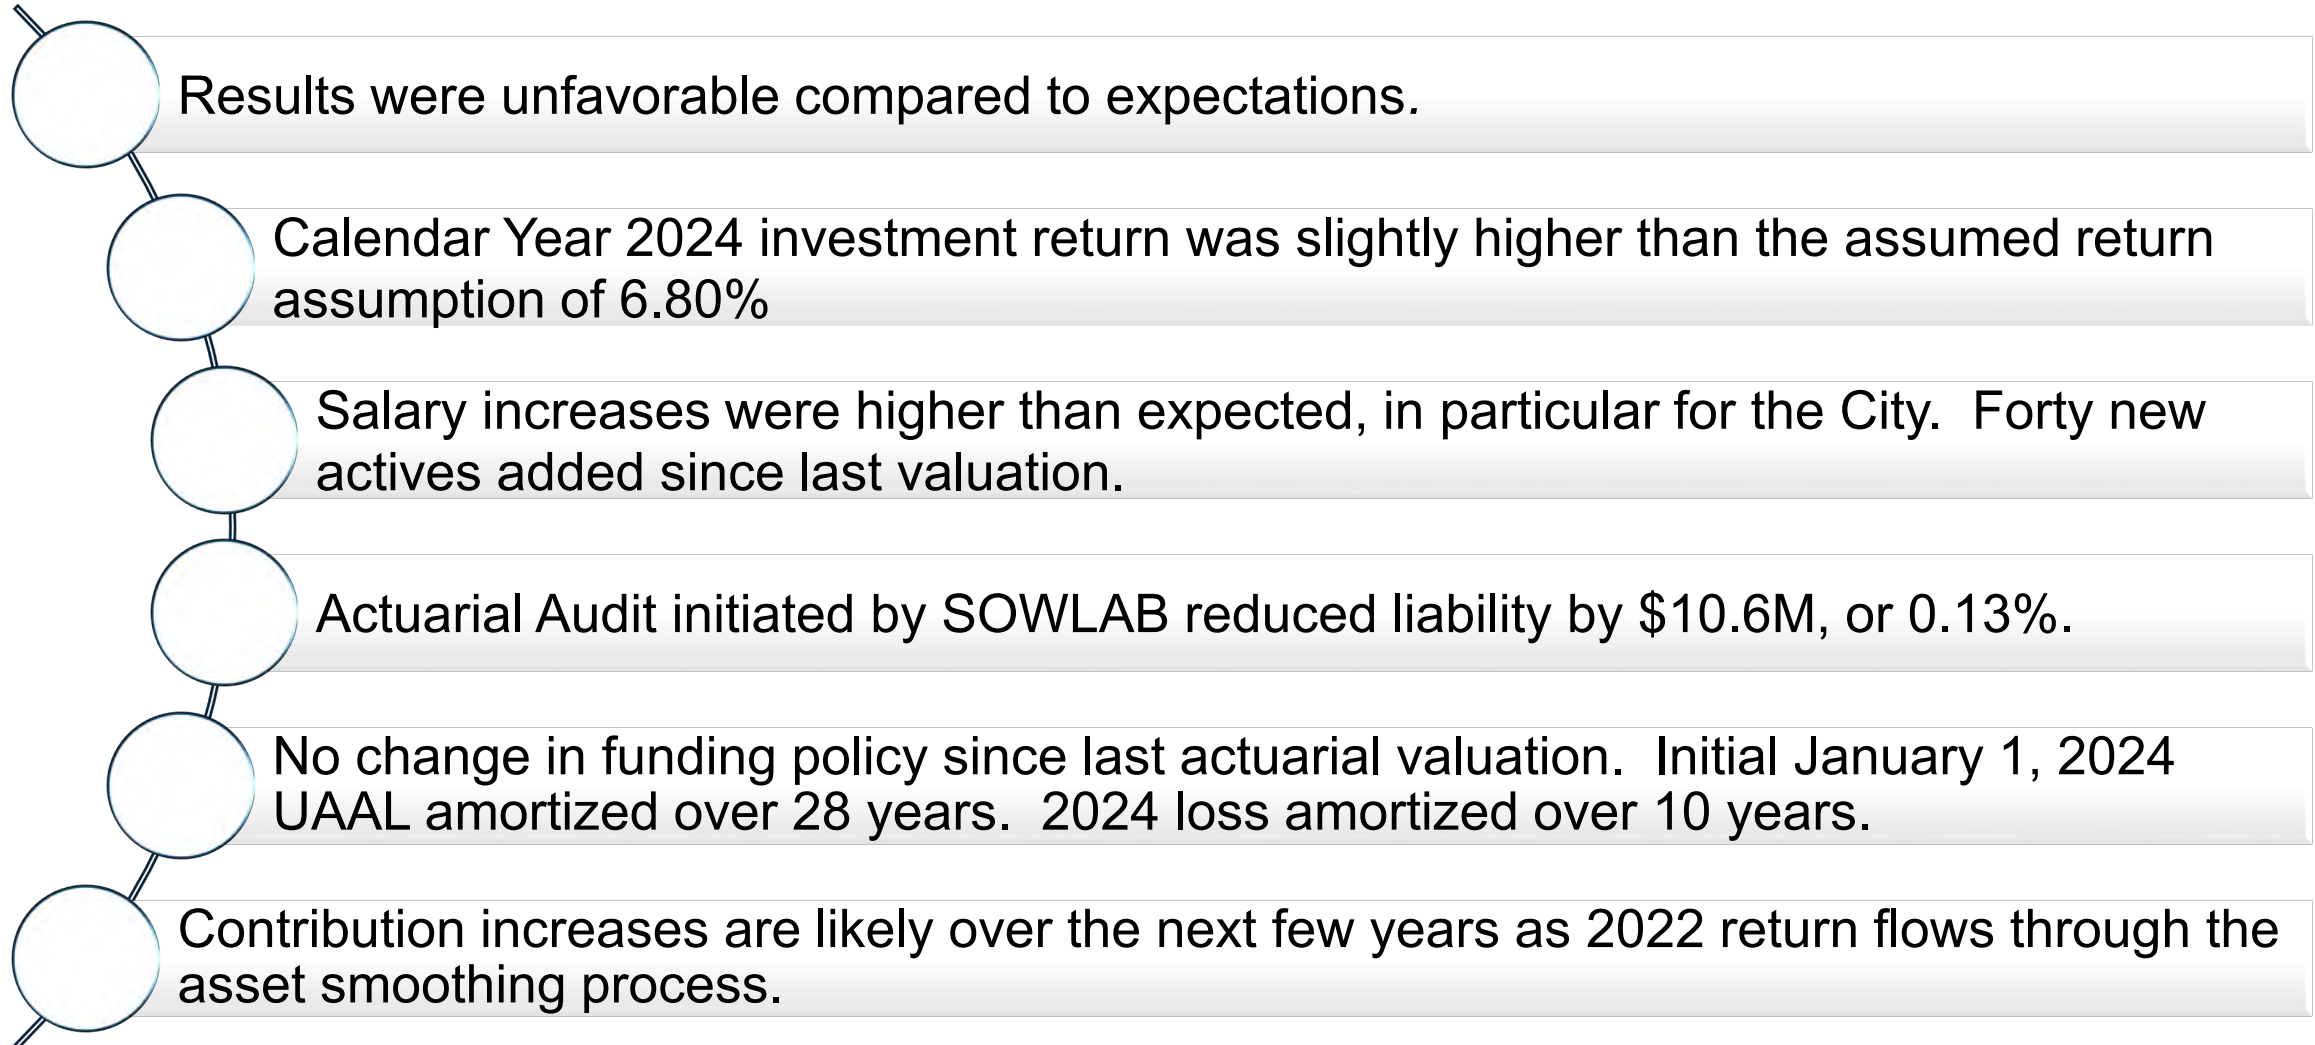 Results were unfavorable compared to expectations.
Calendar Year 2024 investment return was slightly higher than the assumed return
assumption of 6.80%
Salary increases were higher than expected, in particular for the City.  Forty new
actives added since last valuation.
Actuarial Audit initiated by SOWLAB reduced liability by $10.6M, or 0.13%.
No change in funding policy since last actuarial valuation.  Initial January 1, 2024
UAAL amortized over 28 years.  2024 loss amortized over 10 years.
Contribution increases are likely over the next few years as 2022 return flows through the
asset smoothing process.